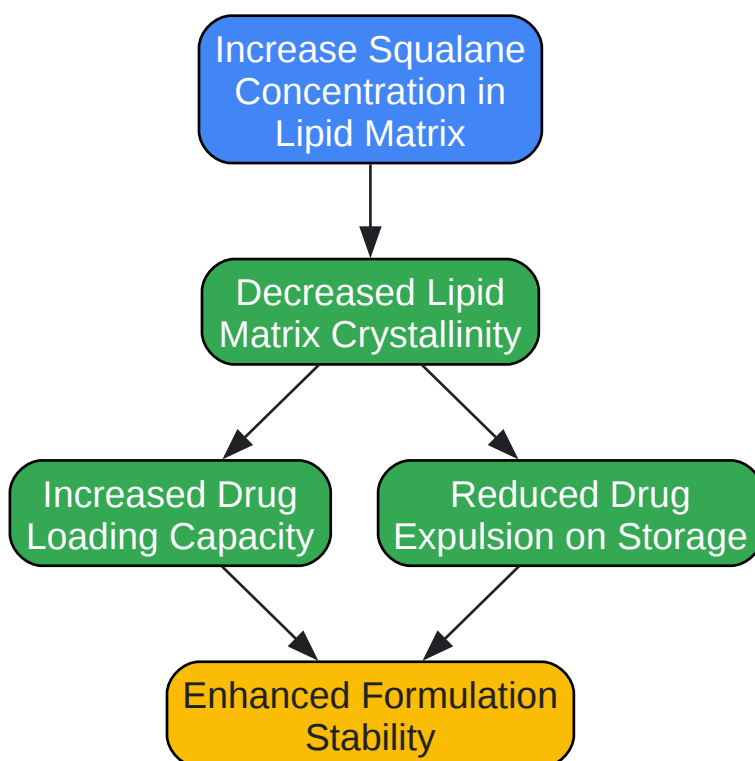 Increase Squalane
Concentration in
Lipid Matrix
Decreased Lipid
Matrix Crystallinity
Increased Drug
Loading Capacity
Reduced Drug
Expulsion on Storage
Enhanced Formulation
Stability